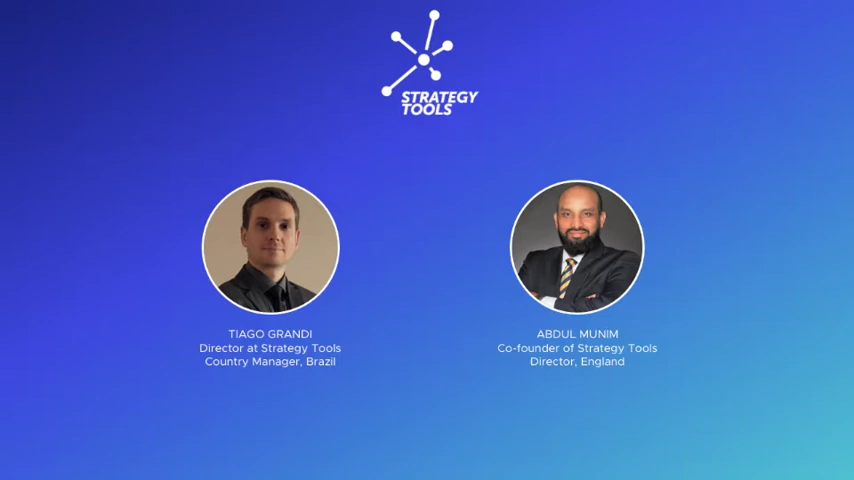 STRATEGY
TOOLS
TIAGO GRANDI
Director at Strategy Tools
Country Manager, Brazil
ABDUL MUNIM
Co-founder of Strategy Tools
Director, England